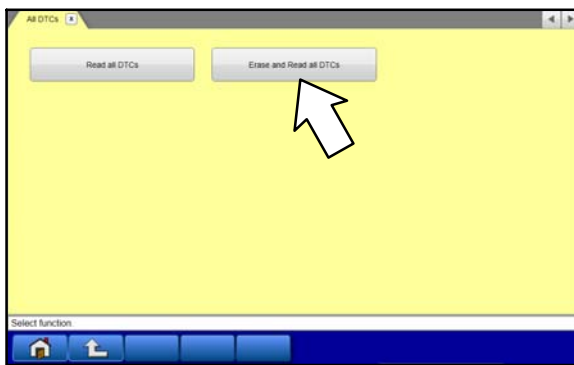 All DTCs
Read all DTCs
Erase and Read all DTCs
Select function